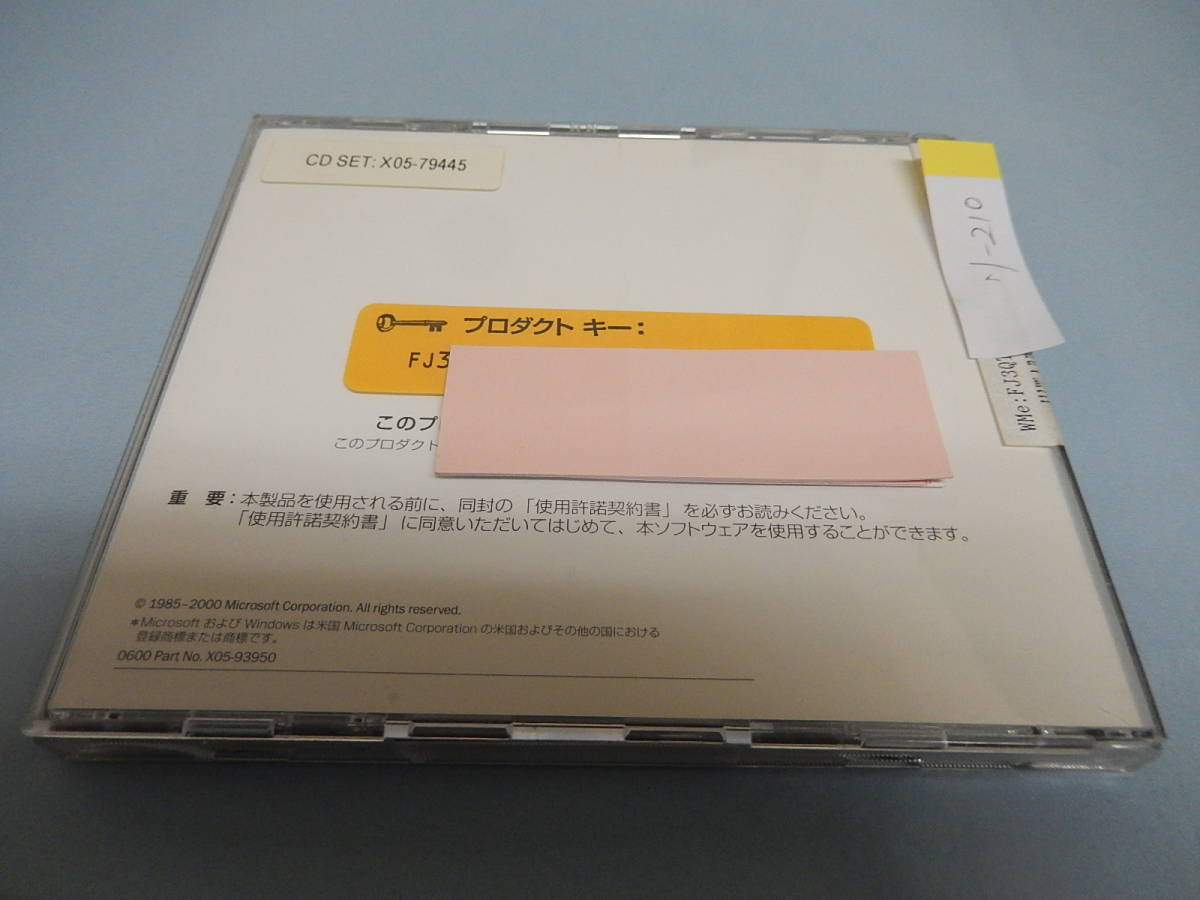 CD SET: X05-79445
プロダクト キー：
FJ3
このプ
このプロダクト
重 要：本製品を使用される前に、同封の「使用許諾契約書」を必ずお読みください。
「使用許諾契約書」に同意いただいてはじめて、本ソフトウェアを使用することができます。
© 1985–2000 Microsoft Corporation. All rights reserved.
*Microsoft および Windows は米国 Microsoft Corporation の米国およびその他の国における
登録商標または商標です。
0600 Part No. X05-93950
-210
WMe:FJ3Q